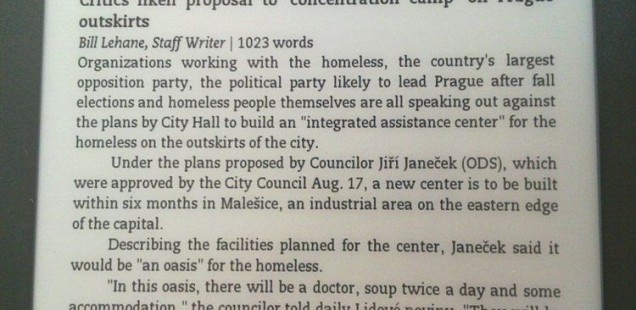 Critics liken proposal to "concentration camp" on Prague
outskirts
Bill Lehane, Staff Writer | 1023 words
Organizations working with the homeless, the country's largest
opposition party, the political party likely to lead Prague after fall
elections and homeless people themselves are all speaking out against
the plans by City Hall to build an "integrated assistance center" for the
homeless on the outskirts of the city.
Under the plans proposed by Councilor Jiří Janeček (ODS), which
were approved by the City Council Aug. 17, a new center is to be built
within six months in Malešice, an industrial area on the eastern edge
of the capital.
Describing the facilities planned for the center, Janeček said it
would be "an oasis" for the homeless.
"In this oasis, there will be a doctor, soup twice a day and some
accommodation," the councilor told daily Lidové noviny. "They will be